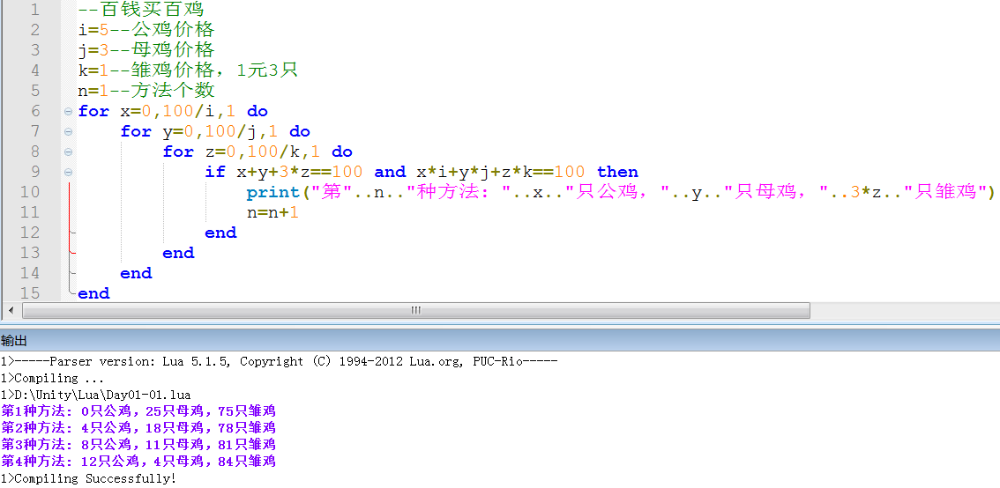 1 --百钱买百鸡
2 i=5--公鸡价格
3 j=3--母鸡价格
4 k=1--雏鸡价格，1元3只
5 n=1--方法个数
6 for x=0,100/i,1 do
7 for y=0,100/j,1 do
8 for z=0,100/k,1 do
9 if x+y+3*z==100 and x*i+y*j+z*k==100 then
10 print("第"..n.."种方法："..x.."只公鸡，"..y.."只母鸡，"..3*z.."只雏鸡")
11 n=n+1
12 end
13 end
14 end
15 end
输出
1>-----Parser version: Lua 5.1.5, Copyright (C) 1994-2012 Lua.org, PUC-Rio-----
1>Compiling ...
1>D:\Unity\Lua\Day01-01.lua
第1种方法：0只公鸡，25只母鸡，75只雏鸡
第2种方法：4只公鸡，18只母鸡，78只雏鸡
第3种方法：8只公鸡，11只母鸡，81只雏鸡
第4种方法：12只公鸡，4只母鸡，84只雏鸡
1>Compiling Successfully!